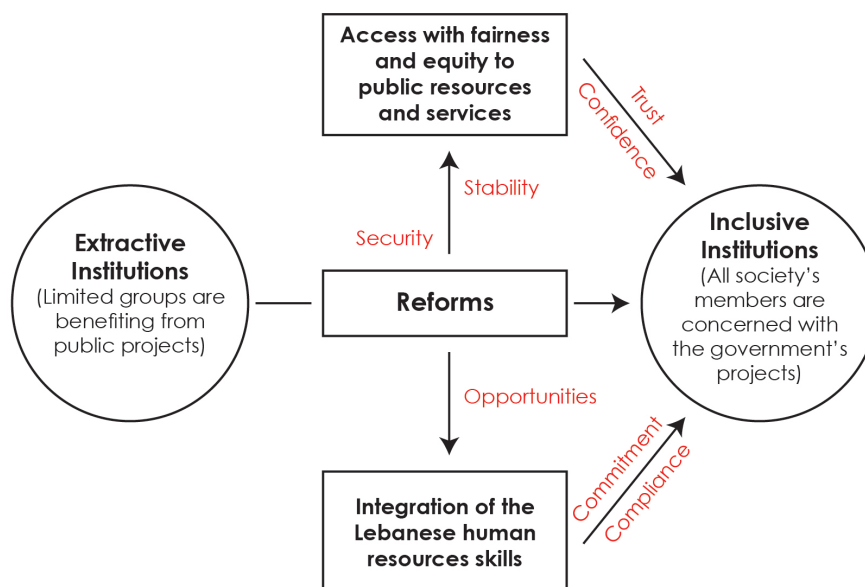 Access with fairness
and equity to
public resources
and services
Trust
Confidence
Stability
Security
Extractive
Institutions
(Limited groups are
benefiting from
public projects)
Reforms
Inclusive
Institutions
(All society’s
members are
concerned with
the government’s
projects)
Opportunities
Commitment
Compliance
Integration of the
Lebanese human
resources skills